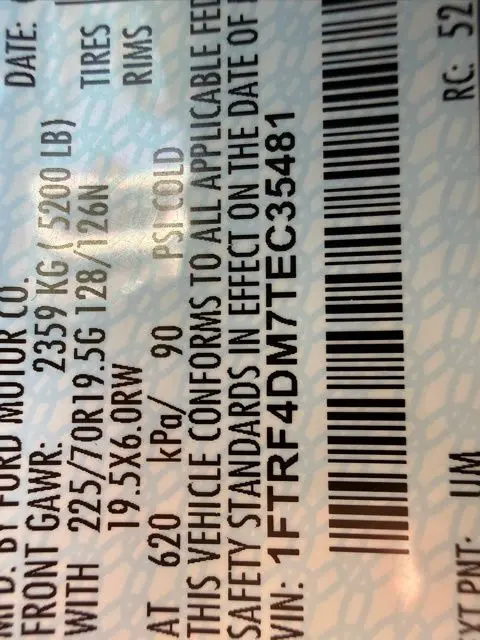 MFD. BY FORD MOTOR CO.
DATE:
FRONT GAWR: 2359 KG ( 5200 LB)
WITH 225/70R19.5G 128/126N TIRES
19.5X6.0RW RIMS
AT 620 kPa/ 90 PSI COLD
THIS VEHICLE CONFORMS TO ALL APPLICABLE FED
SAFETY STANDARDS IN EFFECT ON THE DATE OF
VIN: 1FTRF4DM7TEC35481
EXT PNT: UM RC: 52